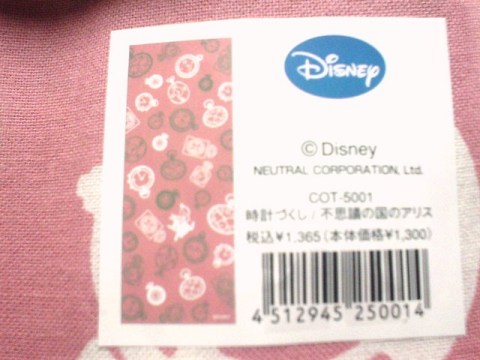 Disney
© Disney
NEUTRAL CORPORATION, Ltd.
COT-5001
時計づくし / 不思議の国のアリス
税込¥1,365(本体価格¥1,300)
4 512945 250014